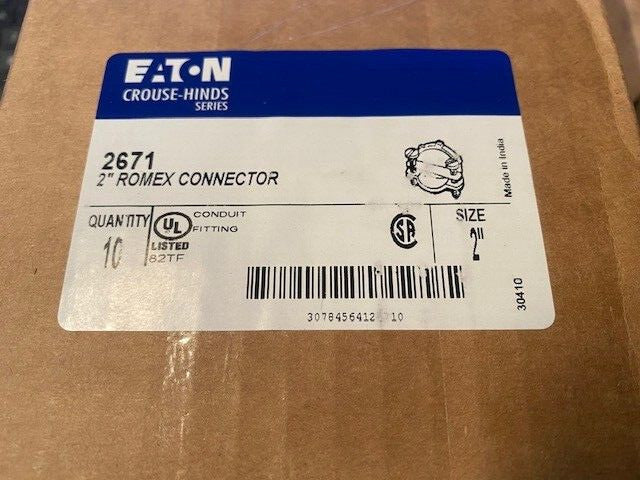 EATON
CROUSE-HINDS
SERIES
2671
2" ROMEX CONNECTOR
Made in India
QUANTITY
10
UL
LISTED
82TF
CONDUIT
FITTING
SA
SIZE
2"
30410